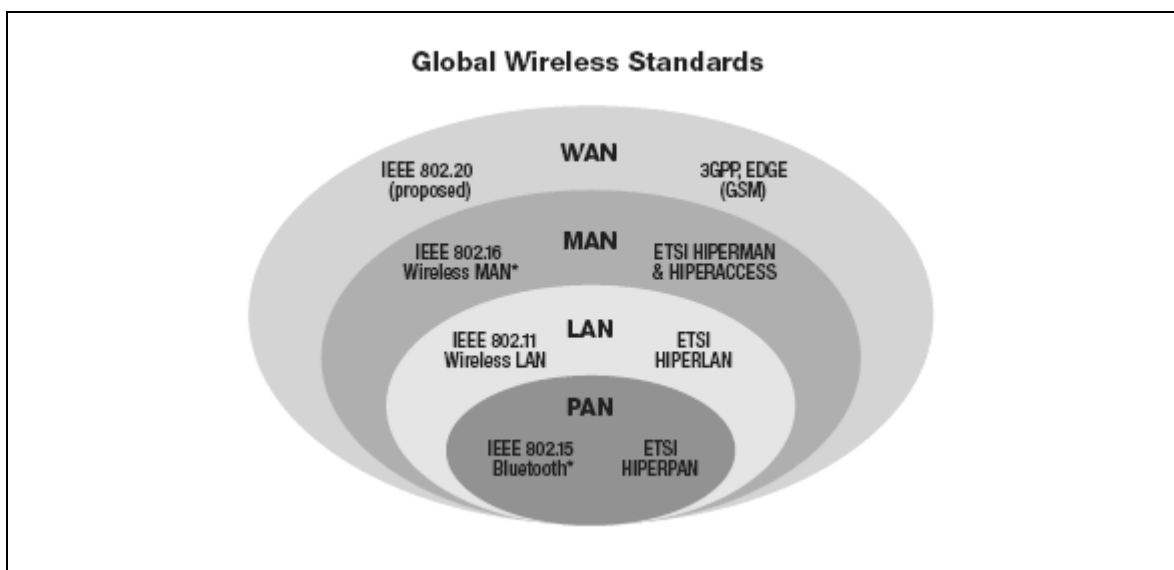 Global Wireless Standards
WAN
IEEE 802.20
(proposed)
3GPP, EDGE
(GSM)
MAN
IEEE 802.16
Wireless MAN*
ETSI HIPERMAN
& HIPERACCESS
LAN
IEEE 802.11
Wireless LAN
ETSI
HIPERLAN
PAN
IEEE 802.15
Bluetooth*
ETSI
HIPERPAN